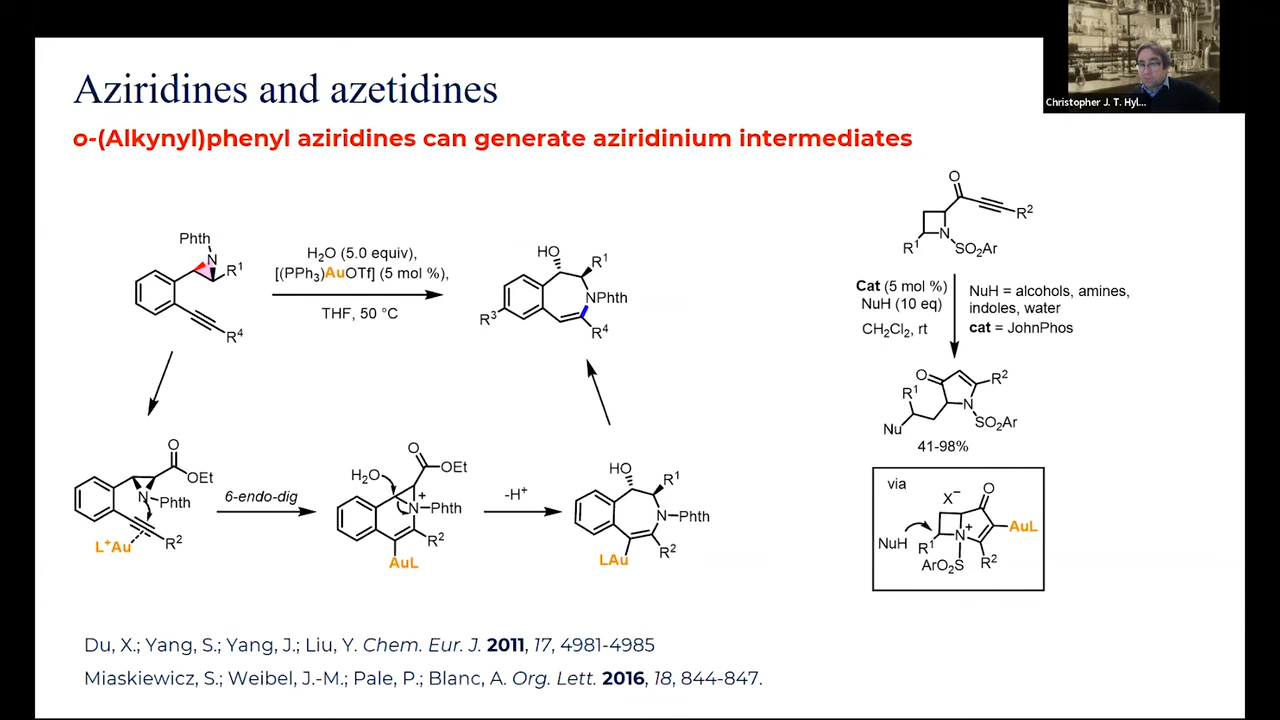 Christopher J. T. Hyl...
Aziridines and azetidines
o-(Alkynyl)phenyl aziridines can generate aziridinium intermediates
Phth
N
R¹
R⁴
H₂O (5.0 equiv),
[(PPh₃)AuOTf] (5 mol %),
THF, 50 °C
HO
R¹
NPhth
R³
R⁴
O
R²
R¹
N
SO₂Ar
Cat (5 mol %)
NuH (10 eq)
CH₂Cl₂, rt
NuH = alcohols, amines,
indoles, water
cat = JohnPhos
O
R¹
R²
N
Nu
SO₂Ar
41-98%
O
OEt
N
Phth
R²
L⁺Au
6-endo-dig
O
H₂O
OEt
+
N
Phth
R²
AuL
-H⁺
HO
R¹
N
Phth
R²
LAu
via
X⁻
O
AuL
NuH
R¹
N⁺
ArO₂S
R²
Du, X.; Yang, S.; Yang, J.; Liu, Y. Chem. Eur. J. 2011, 17, 4981-4985
Miaskiewicz, S.; Weibel, J.-M.; Pale, P.; Blanc, A. Org. Lett. 2016, 18, 844-847.